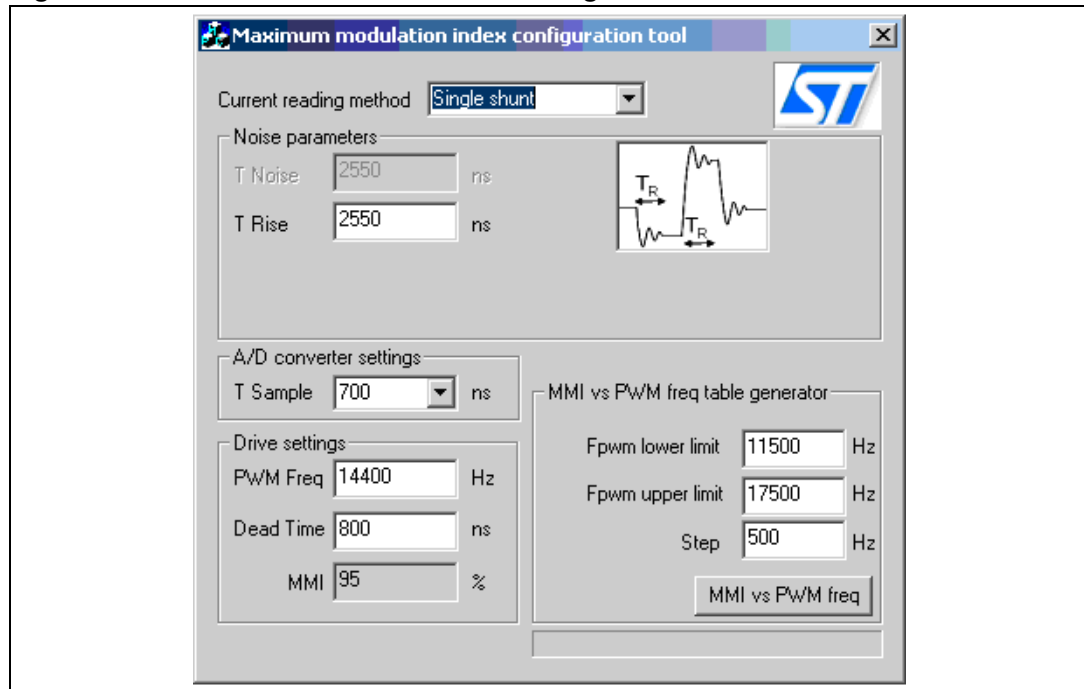 Maximum modulation index configuration tool
Current reading method Single shunt
ST
Noise parameters
T Noise 2550 ns
T Rise 2550 ns
TR
TR
A/D converter settings
T Sample 700 ns
Drive settings
PWM Freq 14400 Hz
Dead Time 800 ns
MMI 95 %
MMI vs PWM freq table generator
Fpwm lower limit 11500 Hz
Fpwm upper limit 17500 Hz
Step 500 Hz
MMI vs PWM freq